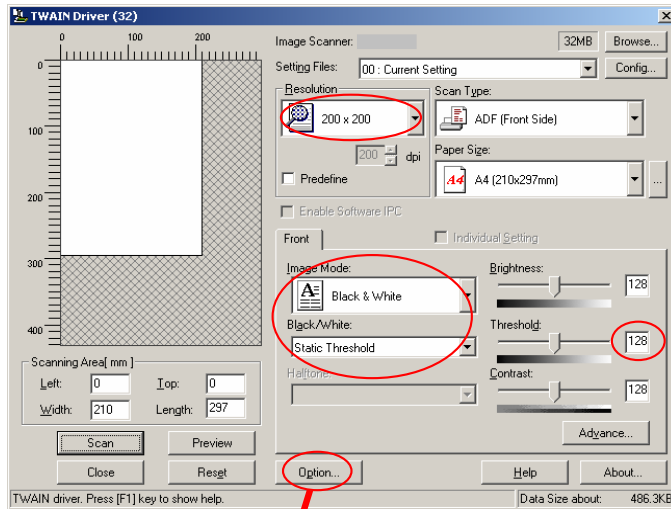 TWAIN Driver (32)
0 100 200
Image Scanner: 32MB Browse...
Setting Files: 00 : Current Setting Config...
0
100
200
300
400
Resolution
200 x 200
200 dpi
Predefine
Scan Type:
ADF (Front Side)
Paper Size:
A4 A4 (210x297mm) ...
Enable Software IPC
Front Individual Setting
Image Mode:
A Black & White
Black/White:
Static Threshold
Halftone:
Brightness:
128
Threshold:
128
Contrast:
128
Advance...
Scanning Area[ mm ]
Left: 0 Top: 0
Width: 210 Length: 297
Scan Preview
Close Reset Option... Help About...
TWAIN driver. Press [F1] key to show help. Data Size about: 486.3KB